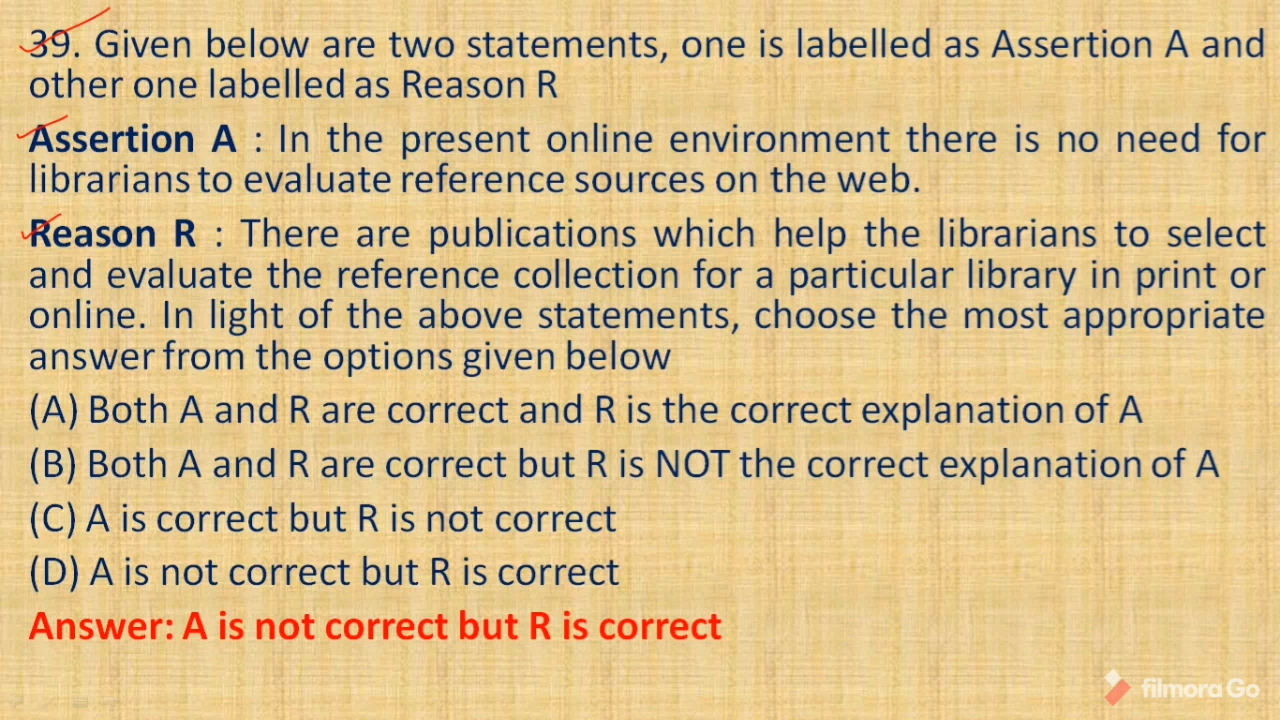 39. Given below are two statements, one is labelled as Assertion A and
other one labelled as Reason R
Assertion A : In the present online environment there is no need for
librarians to evaluate reference sources on the web.
Reason R : There are publications which help the librarians to select
and evaluate the reference collection for a particular library in print or
online. In light of the above statements, choose the most appropriate
answer from the options given below
(A) Both A and R are correct and R is the correct explanation of A
(B) Both A and R are correct but R is NOT the correct explanation of A
(C) A is correct but R is not correct
(D) A is not correct but R is correct
Answer: A is not correct but R is correct
filmora Go